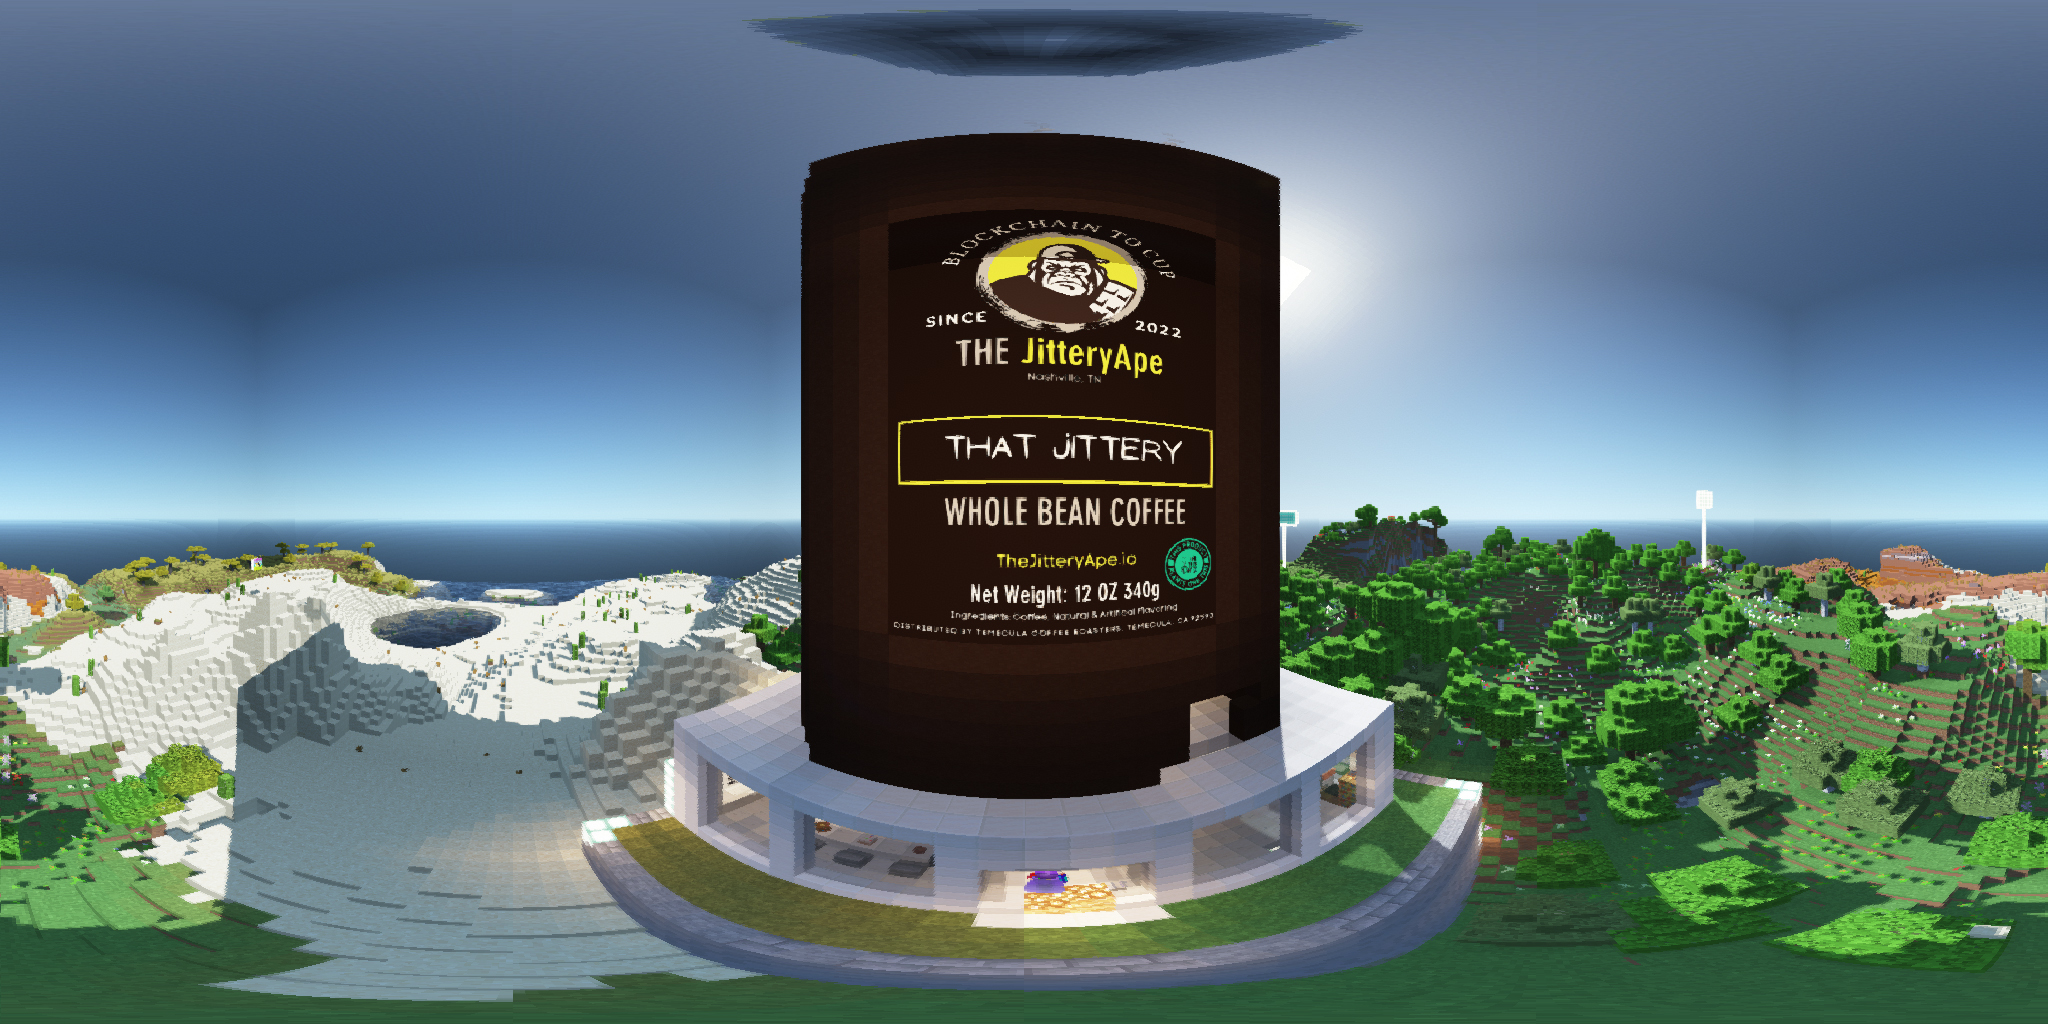 BLOCKCHAIN TO CUP
SINCE 2022
THE JitteryApe
Nashville, TN
THAT JITTERY
WHOLE BEAN COFFEE
TheJitteryApe.io
Net Weight: 12 OZ 340g
Ingredients: Coffee, Natural & Artificial Flavoring
DISTRIBUTED BY TEMECULA COFFEE ROASTERS, TEMECULA, CA 92593